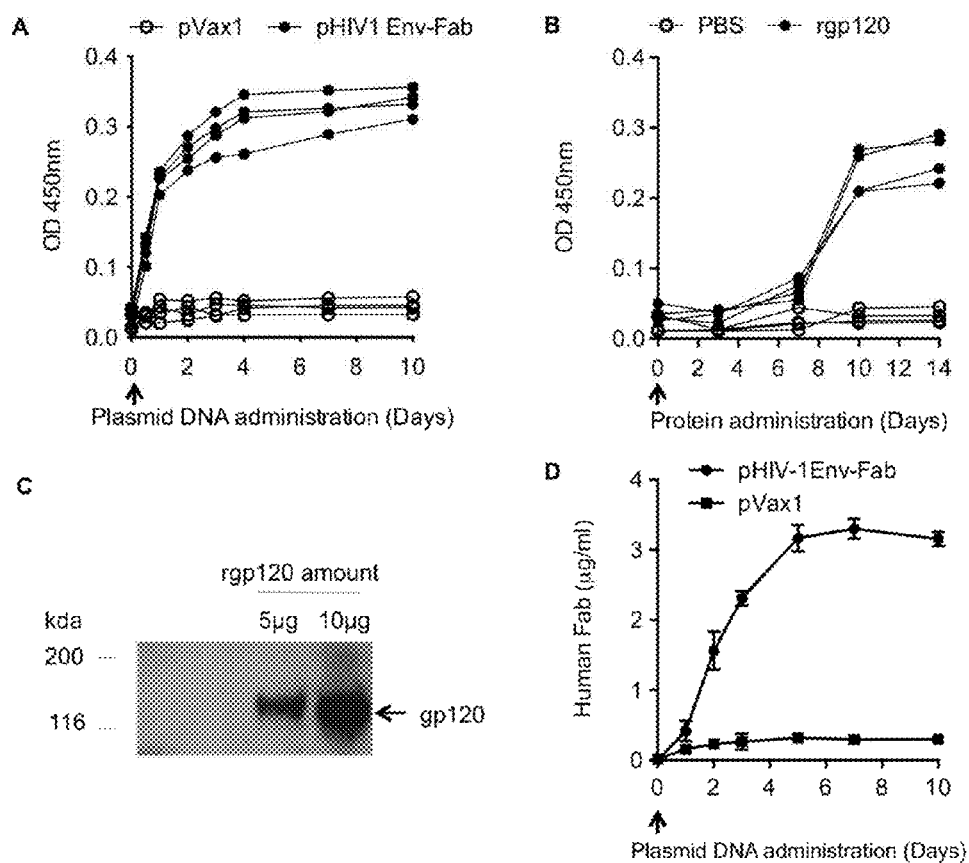 A
pVax1 pHIV1 Env-Fab
0.4
0.3
0.2
0.1
0.0
OD 450nm
0 2 4 6 8 10
Plasmid DNA administration (Days)
B
PBS rgp120
0.4
0.3
0.2
0.1
0.0
OD 450nm
0 2 4 6 8 10 12 14
Protein administration (Days)
C
rgp120 amount
kda 5µg 10µg
200
116
gp120
D
pHIV-1Env-Fab
pVax1
4
3
2
1
0
Human Fab (µg/ml)
0 2 4 6 8 10
Plasmid DNA administration (Days)